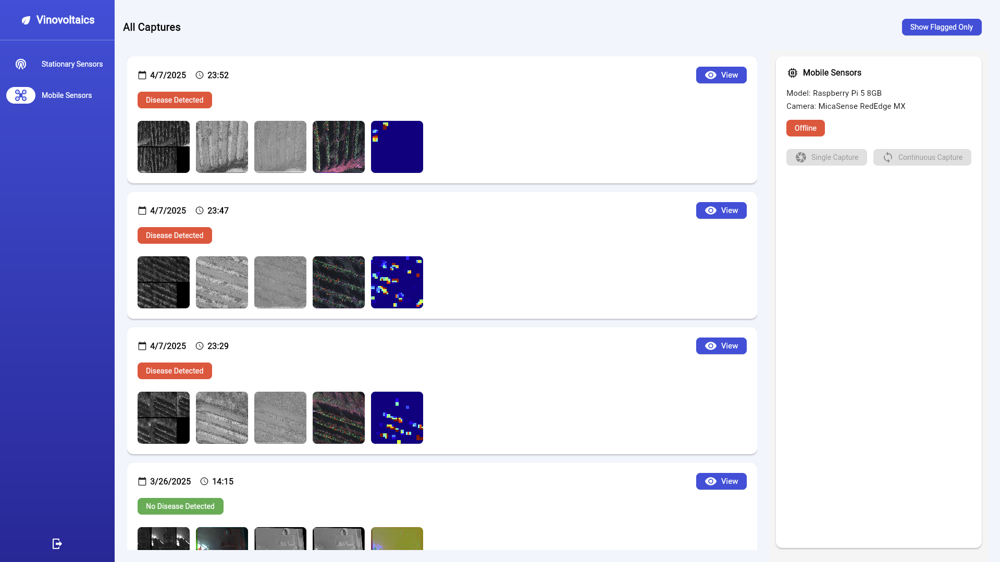 Vinovoltaics
Stationary Sensors
Mobile Sensors
All Captures
Show Flagged Only
4/7/2025 23:52
View
Disease Detected
4/7/2025 23:47
View
Disease Detected
4/7/2025 23:29
View
Disease Detected
3/26/2025 14:15
View
No Disease Detected
Mobile Sensors
Model: Raspberry Pi 5 8GB
Camera: MicaSense RedEdge MX
Offline
Single Capture
Continuous Capture